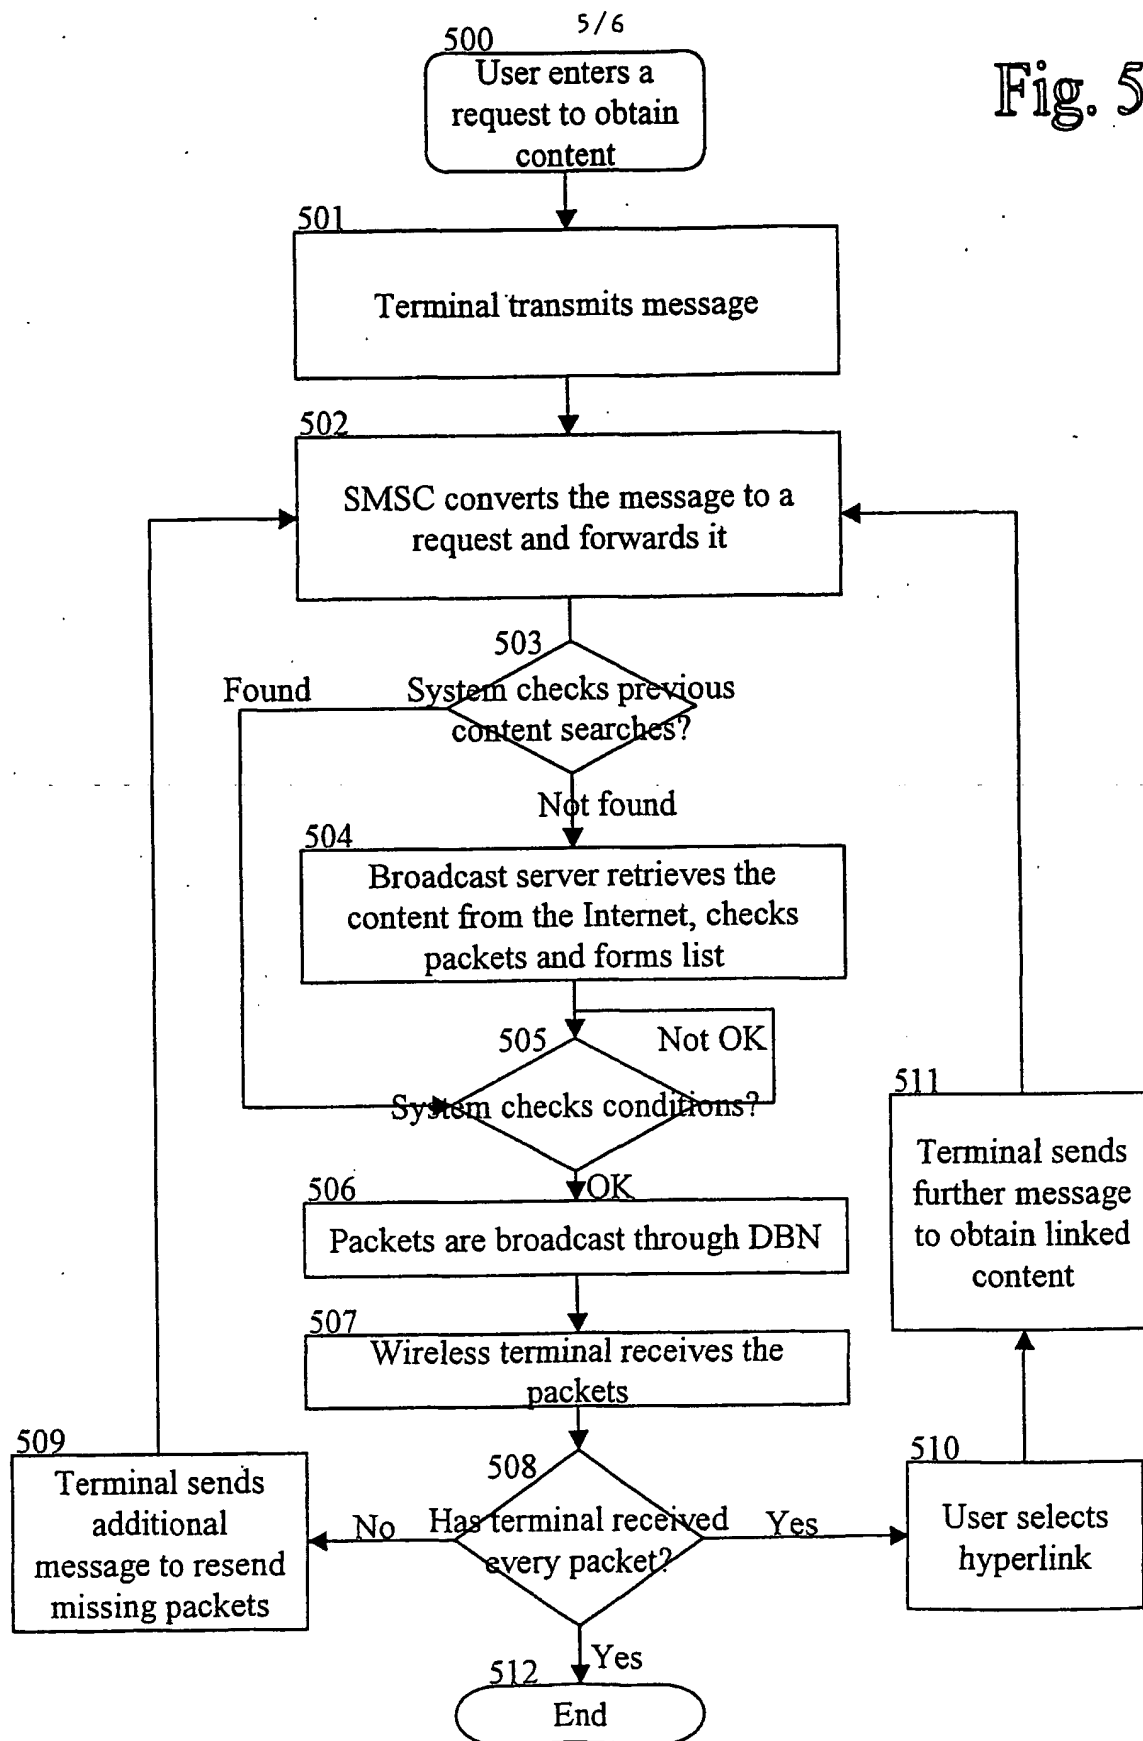 5/6
Fig. 5
500
User enters a
request to obtain
content
501
Terminal transmits message
502
SMSC converts the message to a
request and forwards it
503
Found
System checks previous
content searches?
Not found
504
Broadcast server retrieves the
content from the Internet, checks
packets and forms list
505
Not OK
System checks conditions?
OK
506
Packets are broadcast through DBN
507
Wireless terminal receives the
packets
508
Has terminal received
every packet?
No
Yes
509
Terminal sends
additional
message to resend
missing packets
510
User selects
hyperlink
511
Terminal sends
further message
to obtain linked
content
Yes
512
End